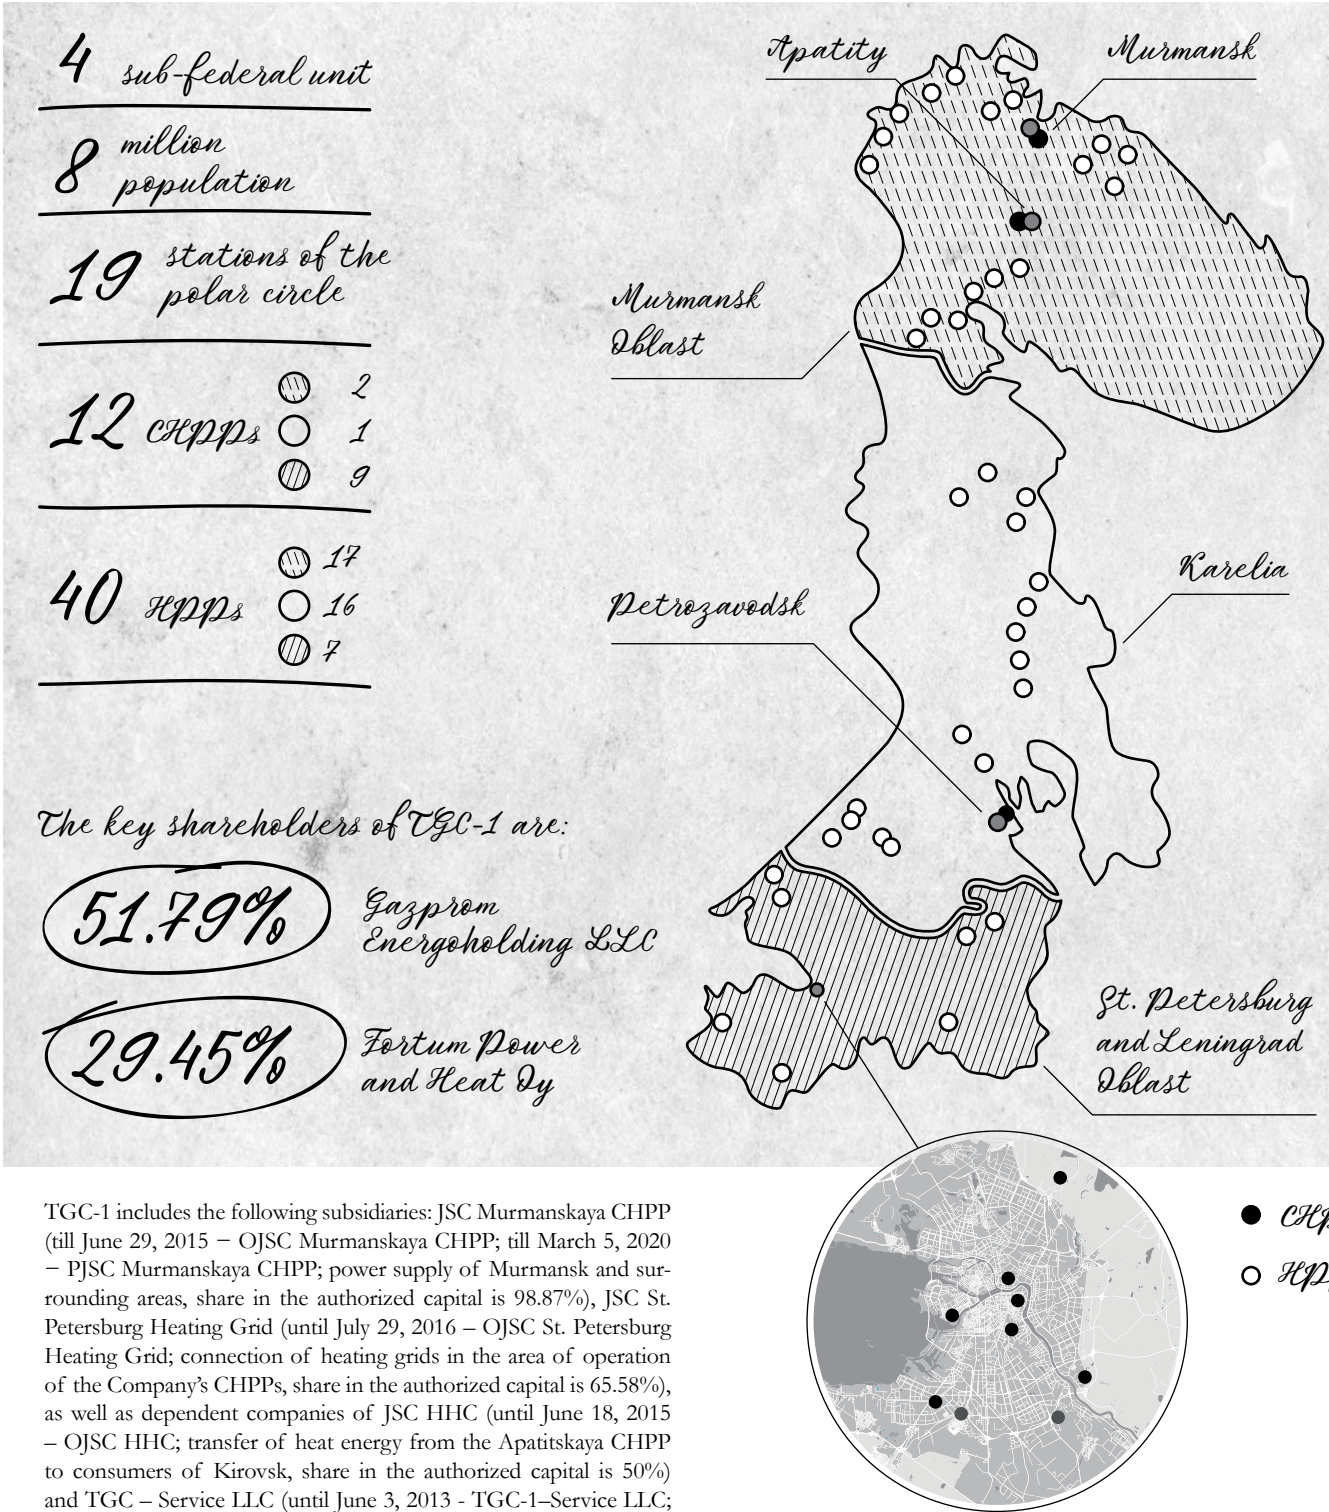 4 sub-federal unit
8 million
population
19 stations of the
polar circle
12 CHPPs
2
1
9
40 HPPs
17
16
7
The key shareholders of TGC-1 are:
51.79% Gazprom
Energoholding LLC
29.45% Fortum Power
and Heat Oy
Apatity
Murmansk
Murmansk
Oblast
Karelia
Petrozavodsk
St. Petersburg
and Leningrad
Oblast
TGC-1 includes the following subsidiaries: JSC Murmanskaya CHPP
(till June 29, 2015 – OJSC Murmanskaya CHPP; till March 5, 2020
– PJSC Murmanskaya CHPP; power supply of Murmansk and sur-
rounding areas, share in the authorized capital is 98.87%), JSC St.
Petersburg Heating Grid (until July 29, 2016 – OJSC St. Petersburg
Heating Grid; connection of heating grids in the area of operation
of the Company's CHPPs, share in the authorized capital is 65.58%),
as well as dependent companies of JSC HHC (until June 18, 2015
– OJSC HHC; transfer of heat energy from the Apatitskaya CHPP
to consumers of Kirovsk, share in the authorized capital is 50%)
and TGC – Service LLC (until June 3, 2013 - TGC-1–Service LLC;